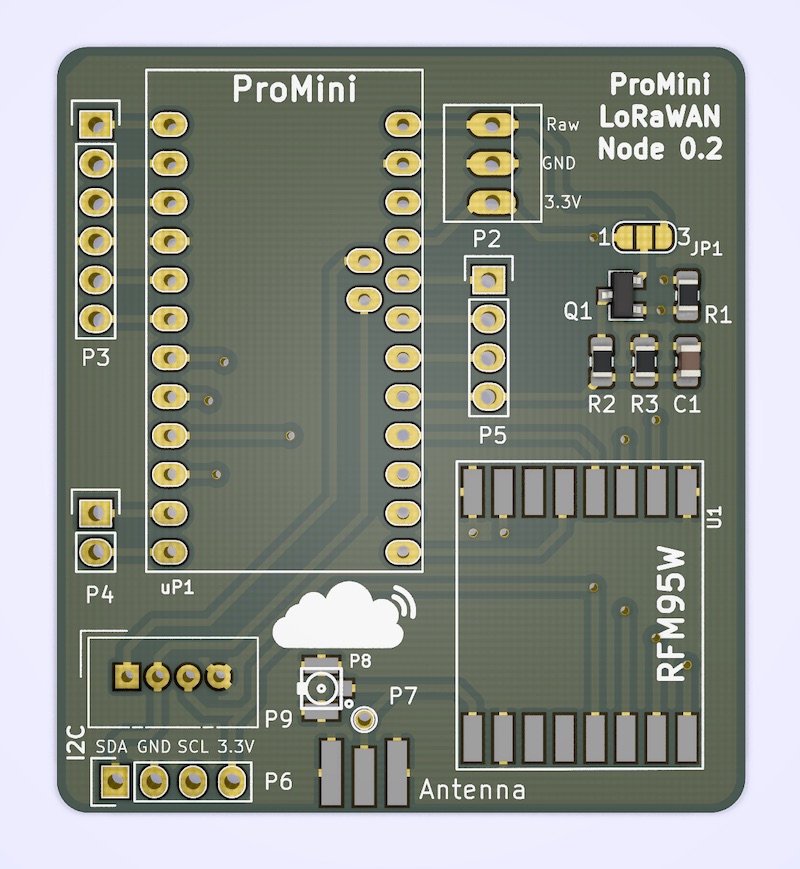 ProMini
ProMini
LoRaWAN
Node 0.2
Raw
GND
3.3V
P2
1
3
JP1
Q1
R1
P3
R2
R3
C1
P5
U1
P4
uP1
RFM95W
P8
P7
P9
I2C
SDA GND SCL 3.3V
P6
Antenna